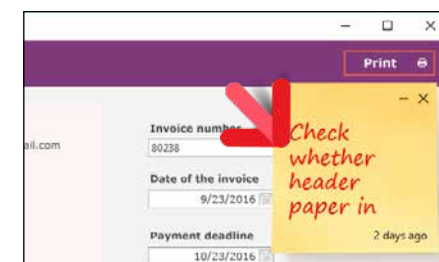 Print
ail.com
Invoice number
80238
Date of the invoice
9/23/2016
Payment deadline
10/23/2016
Check
whether
header
paper in
2 days ago